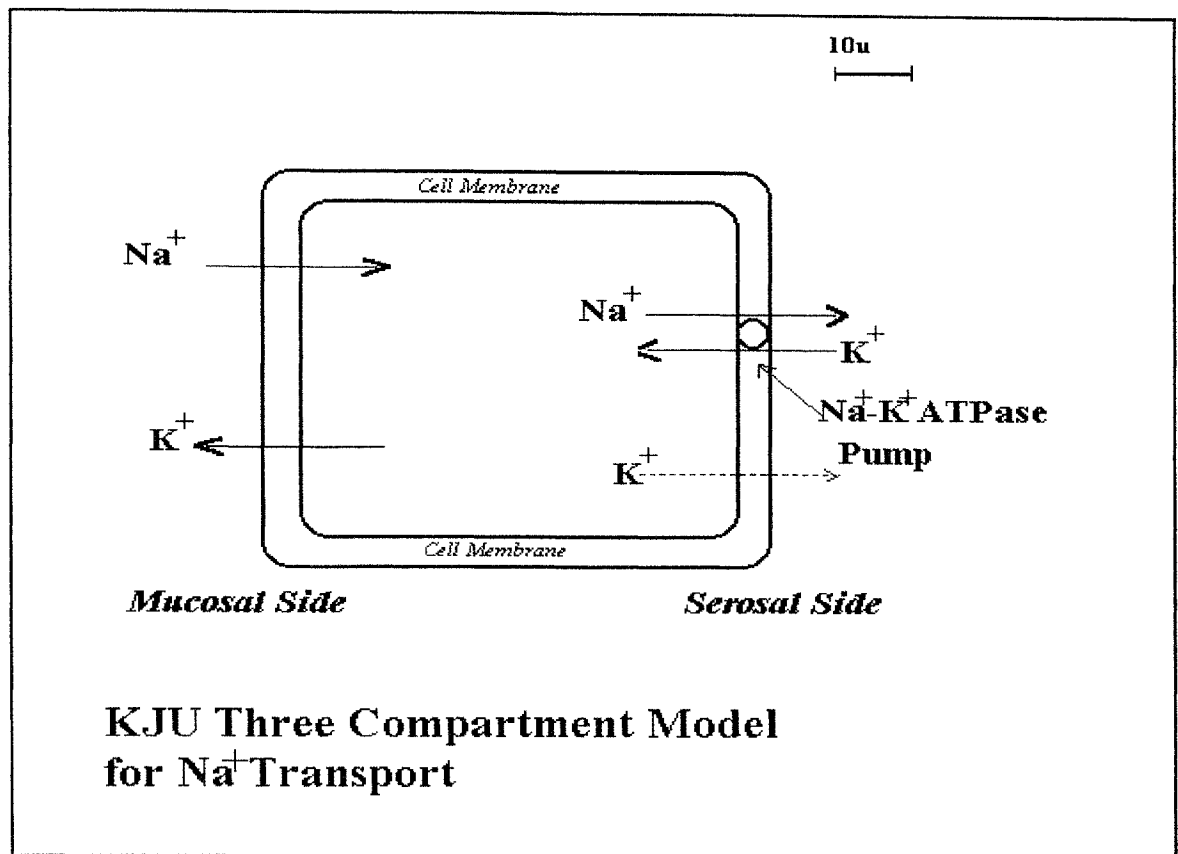 10u
Cell Membrane
Na+
Na+
K+
Na+-K+ATPase
Pump
K+
K+
Cell Membrane
Mucosal Side
Serosal Side
KJU Three Compartment Model
for Na+Transport